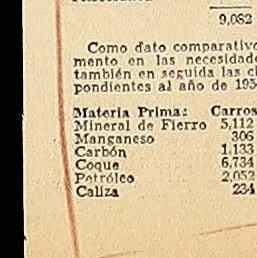 9,082
Como dato comparativo
mento en las necesidade
también en seguida las ci
pondientes al año de 195
Materia Prima: Carros
Mineral de Fierro 5,112
Manganeso 306
Carbón 1,133
Coque 6,734
Petróleo 2,052
Caliza 234